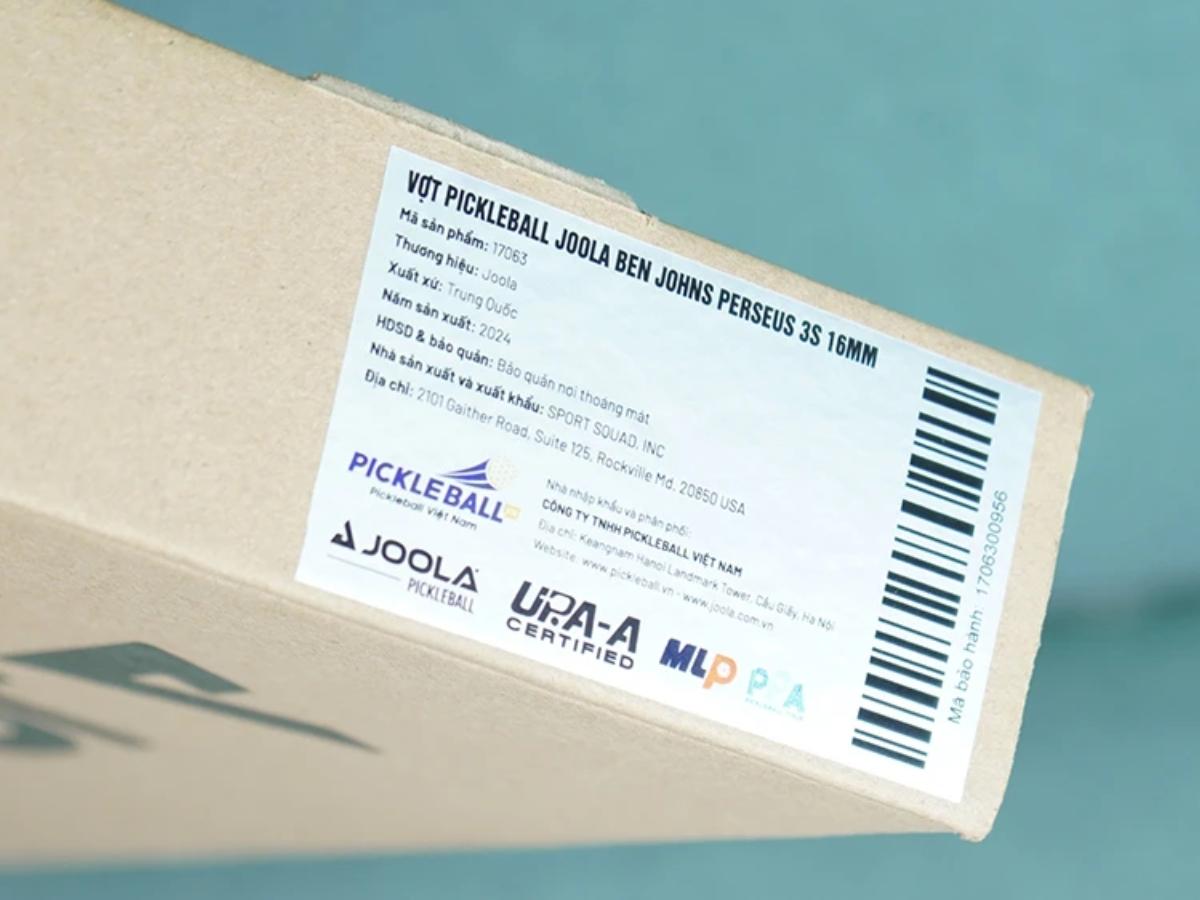 VỢT PICKLEBALL JOOLA BEN JOHNS PERSEUS 3S 16MM
Mã sản phẩm: 17063
Thương hiệu: Joola
Xuất xứ: Trung Quốc
Năm sản xuất: 2024
HDSD & bảo quản: Bảo quản nơi thoáng mát
Nhà sản xuất và xuất khẩu: SPORT SQUAD, INC
Địa chỉ: 2101 Gaither Road, Suite 125, Rockville Md. 20850 USA
PICKLEBALL
Pickleball Việt Nam
Nhà nhập khẩu và phân phối:
CÔNG TY TNHH PICKLEBALL VIỆT NAM
Địa chỉ: Keangnam Hanoi Landmark Tower, Cầu Giấy, Hà Nội
Website: www.pickleball.vn - www.joola.com.vn
JOOLA
PICKLEBALL
UPA-A
CERTIFIED
MLP
PPA
Mã bảo hành: 1706300956